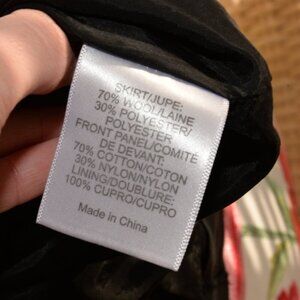 SKIRT/JUPE:
70% WOOL/LAINE
30% POLYESTER/
POLYESTER
FRONT PANEL/COMITÉ
DE DEVANT:
70% COTTON/COTON
30% NYLON/NYLON
LINING/DOUBLURE:
100% CUPRO/CUPRO
Made in China